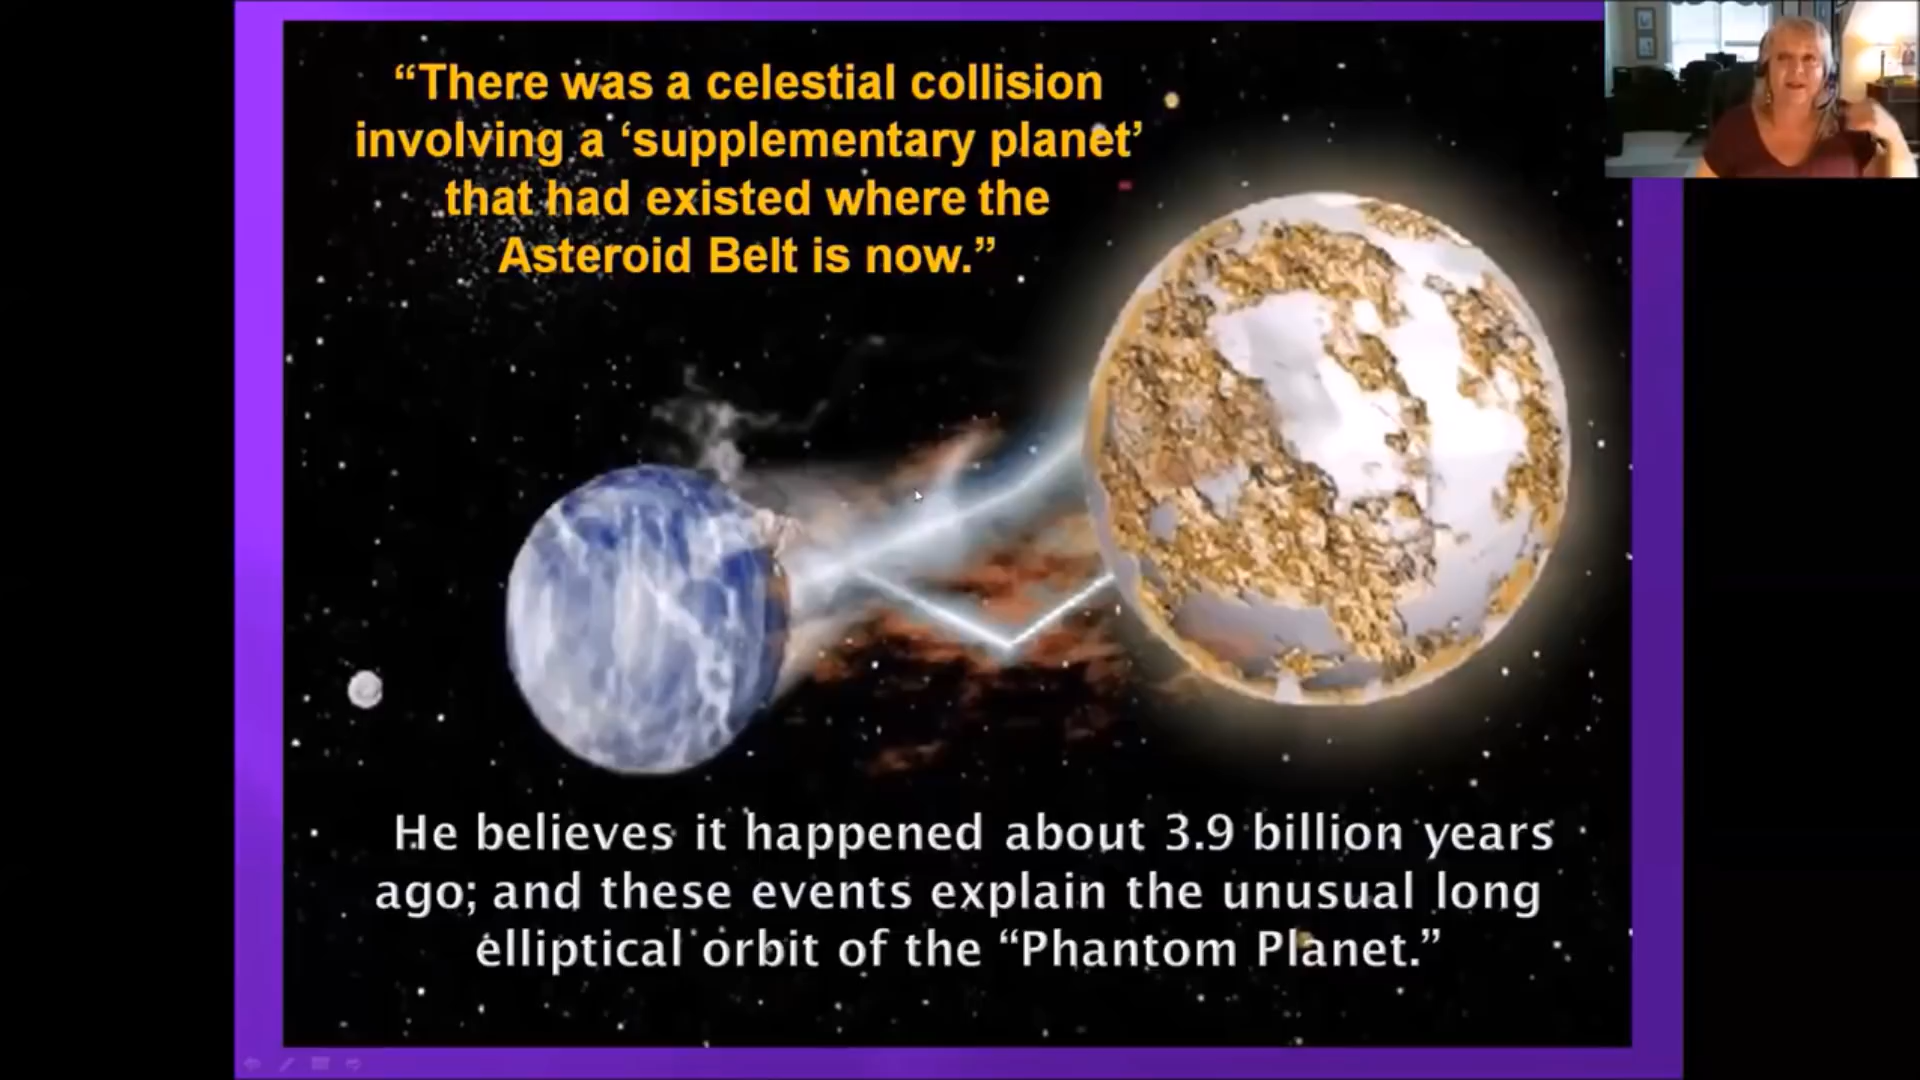 “There was a celestial collision
involving a ‘supplementary planet’
that had existed where the
Asteroid Belt is now.”
He believes it happened about 3.9 billion years
ago; and these events explain the unusual long
elliptical orbit of the “Phantom Planet.”